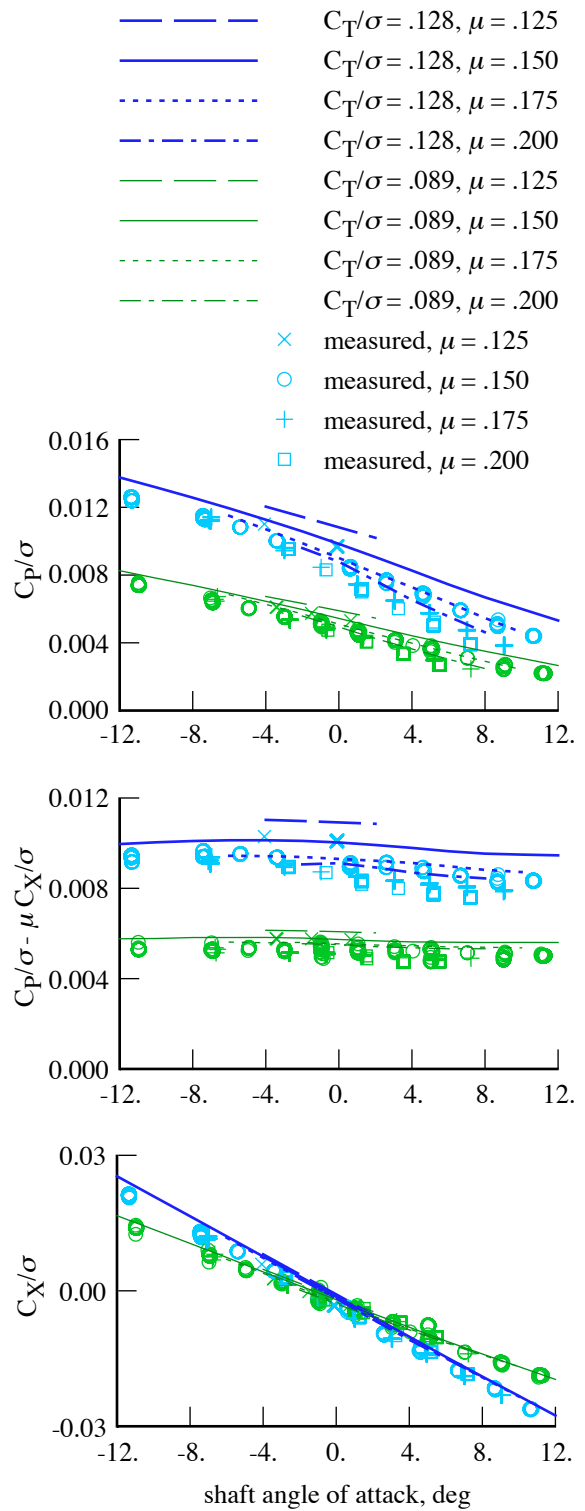 C_T/σ = .128, μ = .125
C_T/σ = .128, μ = .150
C_T/σ = .128, μ = .175
C_T/σ = .128, μ = .200
C_T/σ = .089, μ = .125
C_T/σ = .089, μ = .150
C_T/σ = .089, μ = .175
C_T/σ = .089, μ = .200
measured, μ = .125
measured, μ = .150
measured, μ = .175
measured, μ = .200
0.016
0.012
0.008
0.004
0.000
C_P/σ
-12. -8. -4. 0. 4. 8. 12.
0.012
0.008
0.004
0.000
C_P/σ - μ C_X/σ
-12. -8. -4. 0. 4. 8. 12.
0.03
0.00
-0.03
C_X/σ
-12. -8. -4. 0. 4. 8. 12.
shaft angle of attack, deg